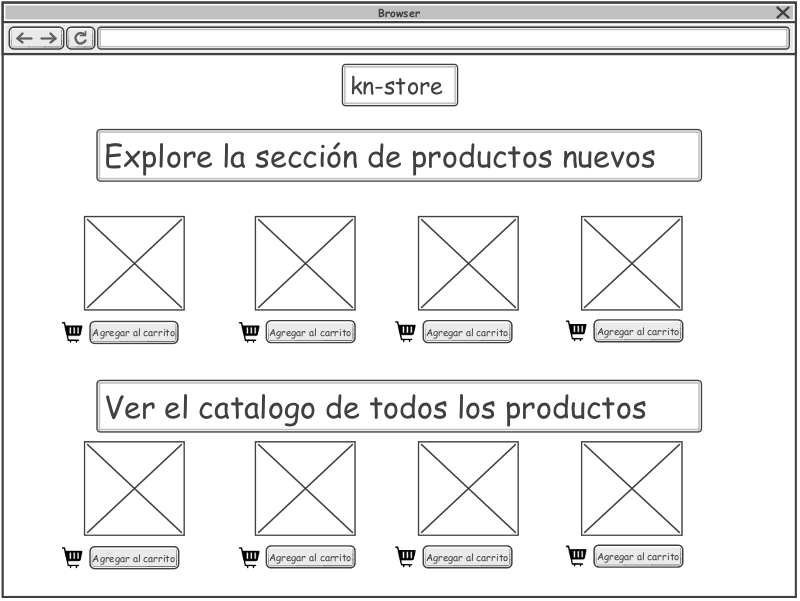 Browser
kn-store
Explore la sección de productos nuevos
Agregar al carrito Agregar al carrito Agregar al carrito Agregar al carrito
Ver el catalogo de todos los productos
Agregar al carrito Agregar al carrito Agregar al carrito Agregar al carrito